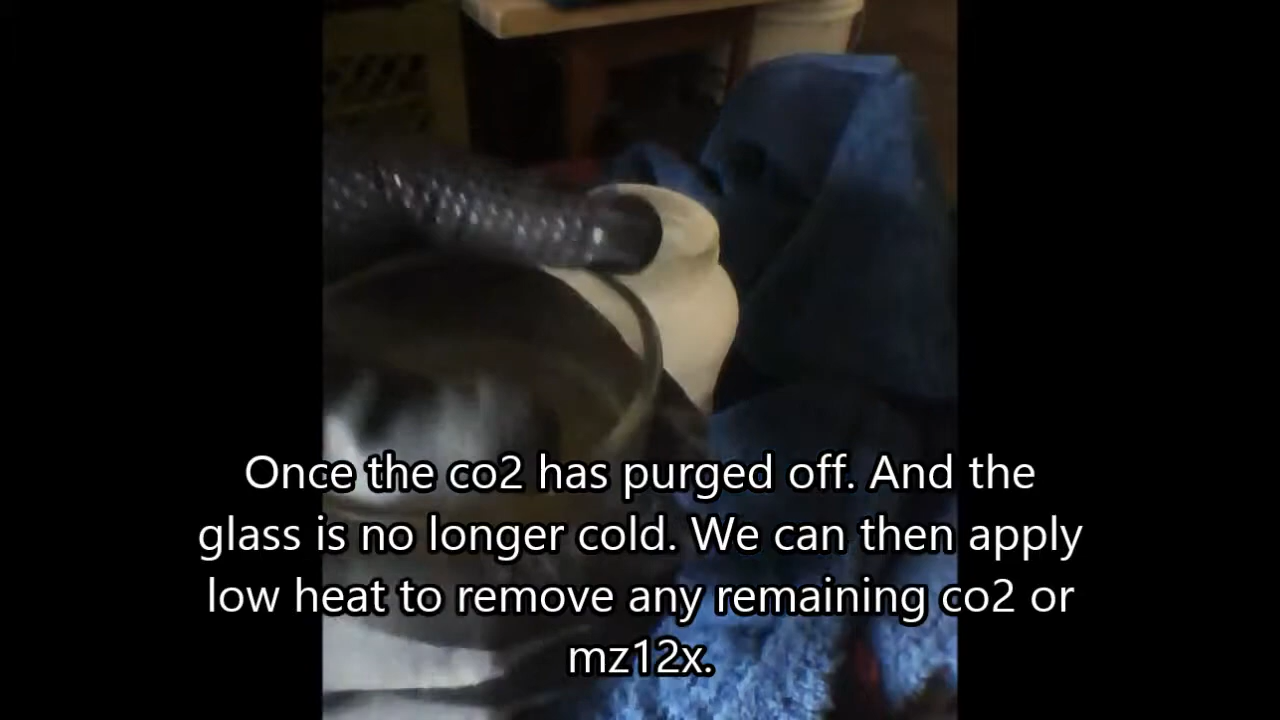 Once the co2 has purged off. And the
glass is no longer cold. We can then apply
low heat to remove any remaining co2 or
mz12x.